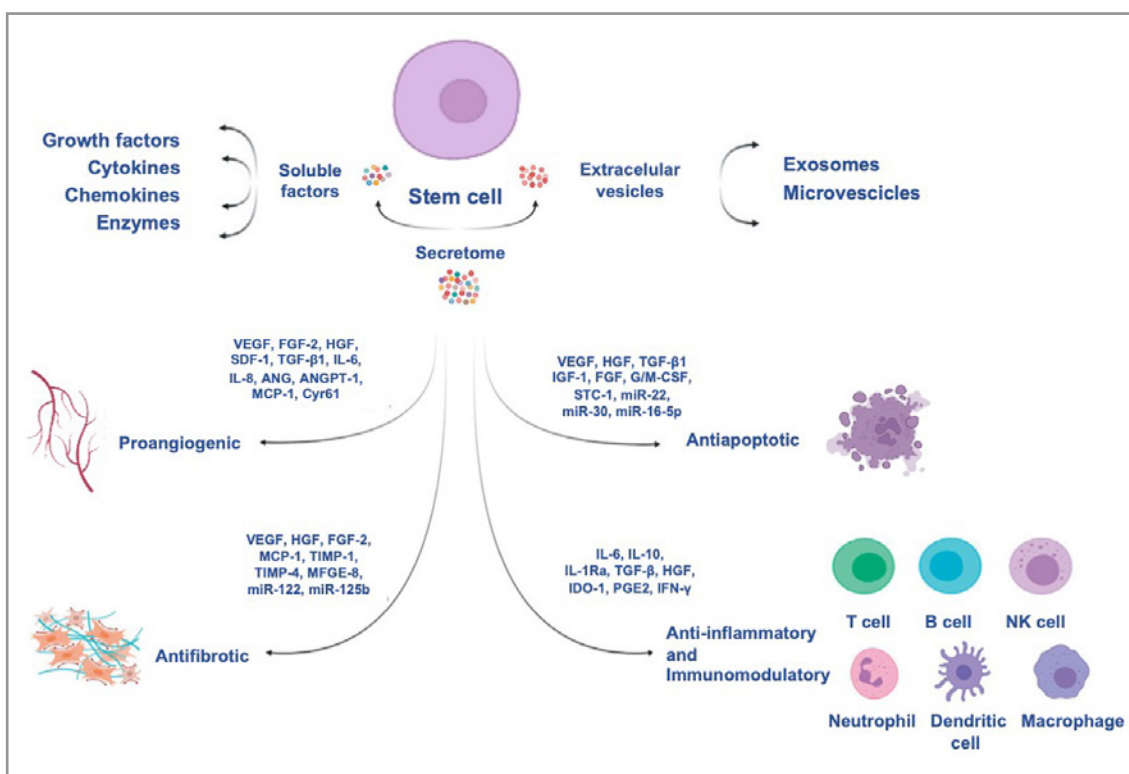 Growth factors
Cytokines
Chemokines
Enzymes
Soluble
factors
Stem cell
Extracelular
vesicles
Exosomes
Microvescicles
Secretome
VEGF, FGF-2, HGF,
SDF-1, TGF-β1, IL-6,
IL-8, ANG, ANGPT-1,
MCP-1, Cyr61
Proangiogenic
VEGF, HGF, TGF-β1
IGF-1, FGF, G/M-CSF,
STC-1, miR-22,
miR-30, miR-16-5p
Antiapoptotic
VEGF, HGF, FGF-2,
MCP-1, TIMP-1,
TIMP-4, MFGE-8,
miR-122, miR-125b
Antifibrotic
IL-6, IL-10,
IL-1Ra, TGF-β, HGF,
IDO-1, PGE2, IFN-γ
Anti-inflammatory
and
Immunomodulatory
T cell
B cell
NK cell
Neutrophil
Dendritic
cell
Macrophage